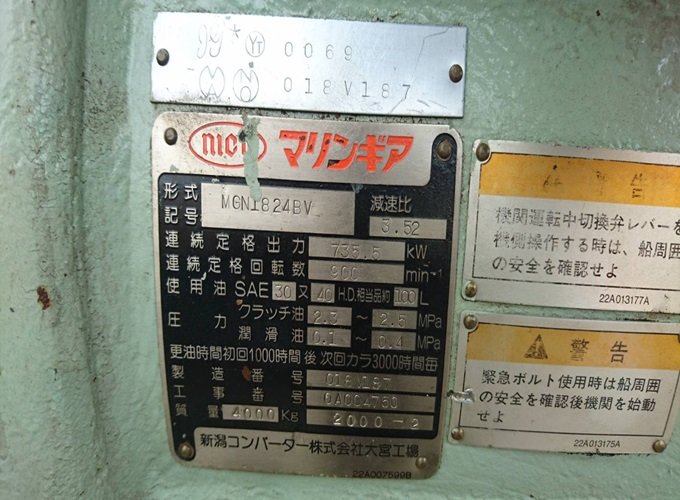 0069
018V187
マリンギア
形式
記号
MGN1824BV
減速比
3.52
連続定格出力 735.5 kW
連続定格回転数 900 min⁻¹
使用油 SAE 30 又 40 H.D.相当品約 100 L
圧力 クラッチ油 2.3 ~ 2.5 MPa
潤滑油 0.1 ~ 0.4 MPa
更油時間初回1000時間後次回カラ3000時間毎
製造番号 018V187
工事番号 0A004750
質量 4000 Kg 2000-2
新潟コンバーター株式会社大宮工場
22A007599B
告
機関運転中切換弁レバーを
機側操作する時は、船周囲
の安全を確認せよ
22A013177A
警告
緊急ボルト使用時は船周囲
の安全を確認後機関を始動
せよ
22A013175A